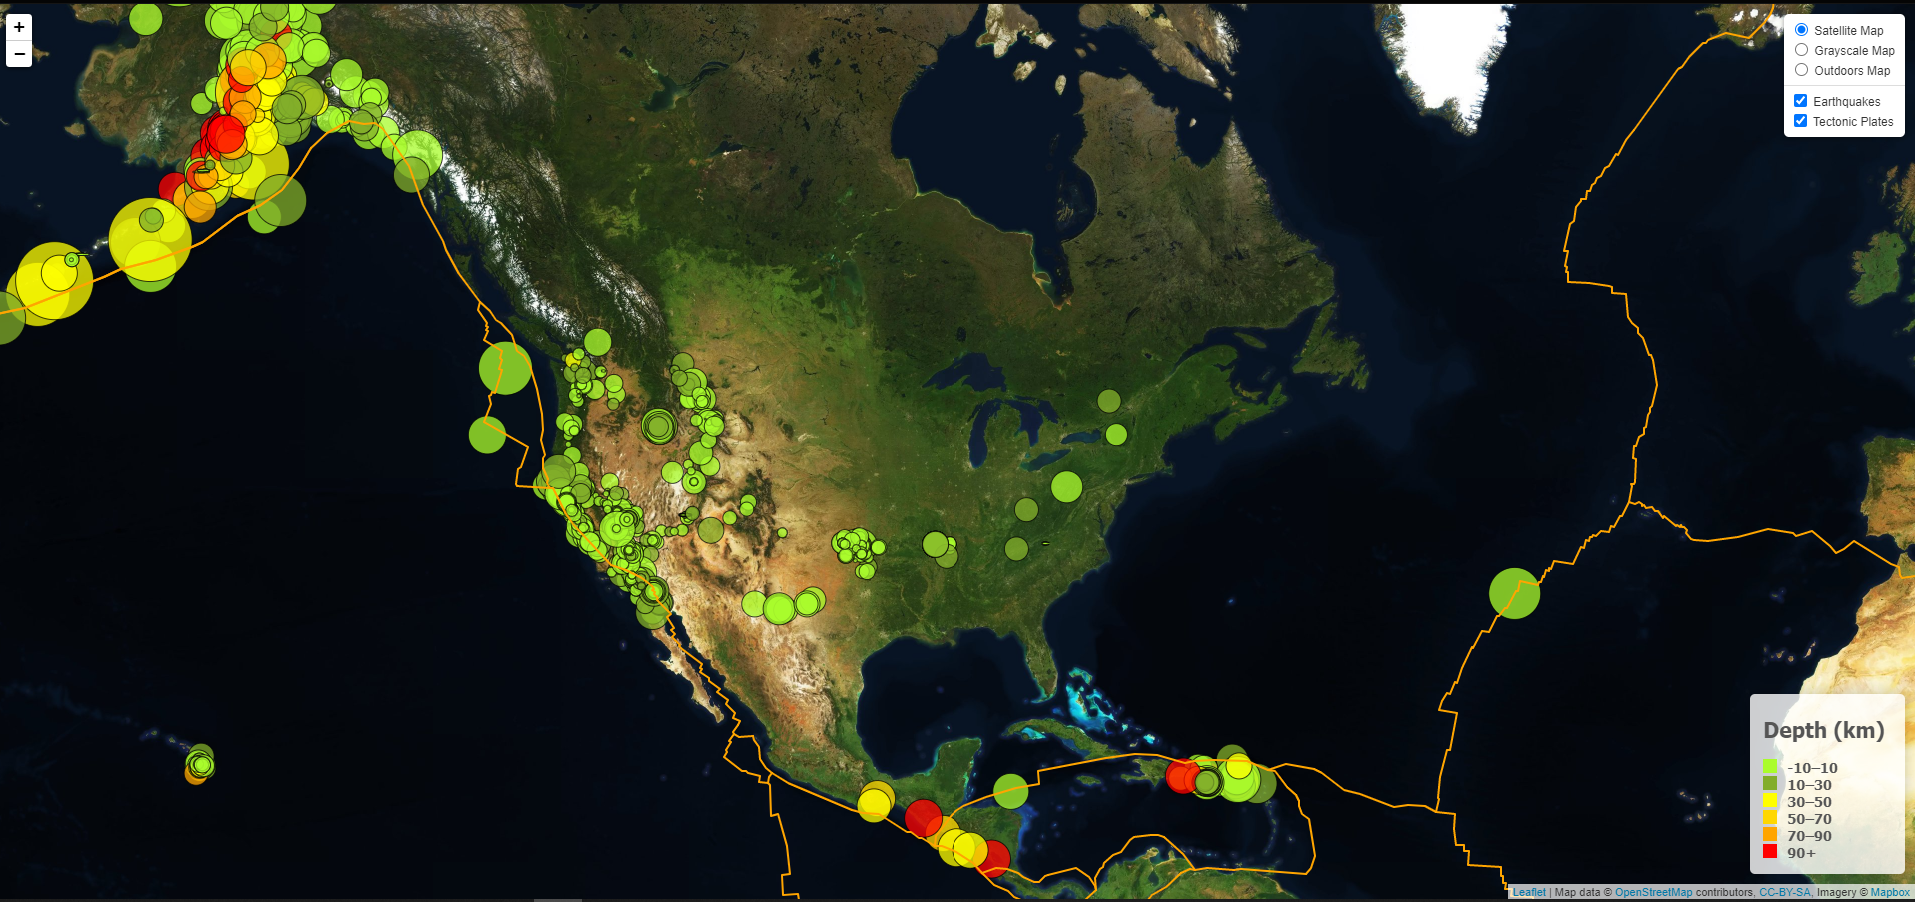 +
−
Satellite Map
Grayscale Map
Outdoors Map
Earthquakes
Tectonic Plates
Depth (km)
-10–10
10–30
30–50
50–70
70–90
90+
Leaflet | Map data © OpenStreetMap contributors, CC-BY-SA, Imagery © Mapbox